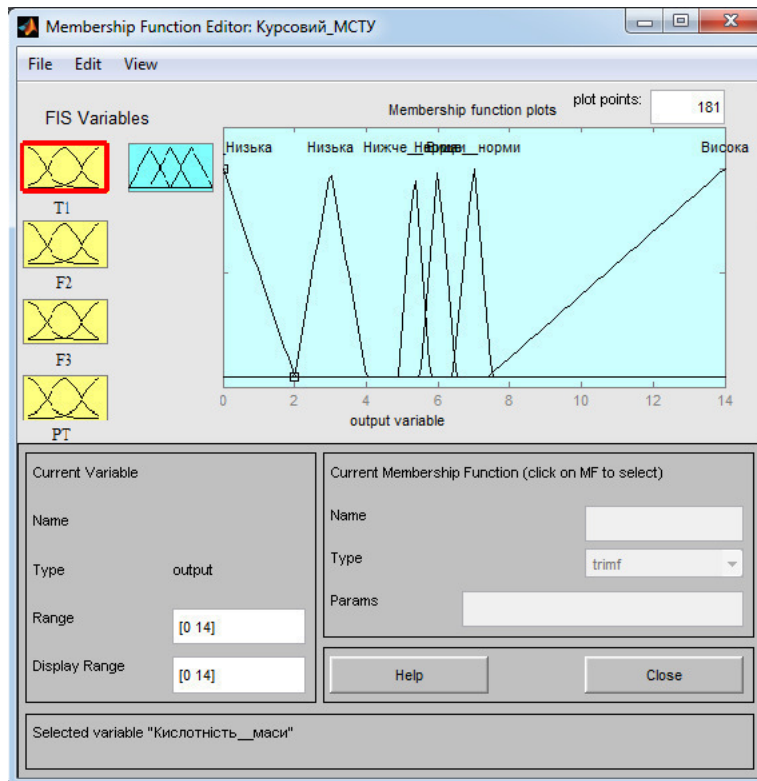 Membership Function Editor: Курсовий_МСТУ
File Edit View
FIS Variables
Membership function plots
plot points:
181
_Низька Низька Нижче__ норми Висока
T1
F2
F3
PT
0 2 4 6 8 10 12 14
output variable
Current Variable
Name
Type output
Range [0 14]
Display Range [0 14]
Current Membership Function (click on MF to select)
Name
Type trimf
Params
Help Close
Selected variable "Кислотність__маси"